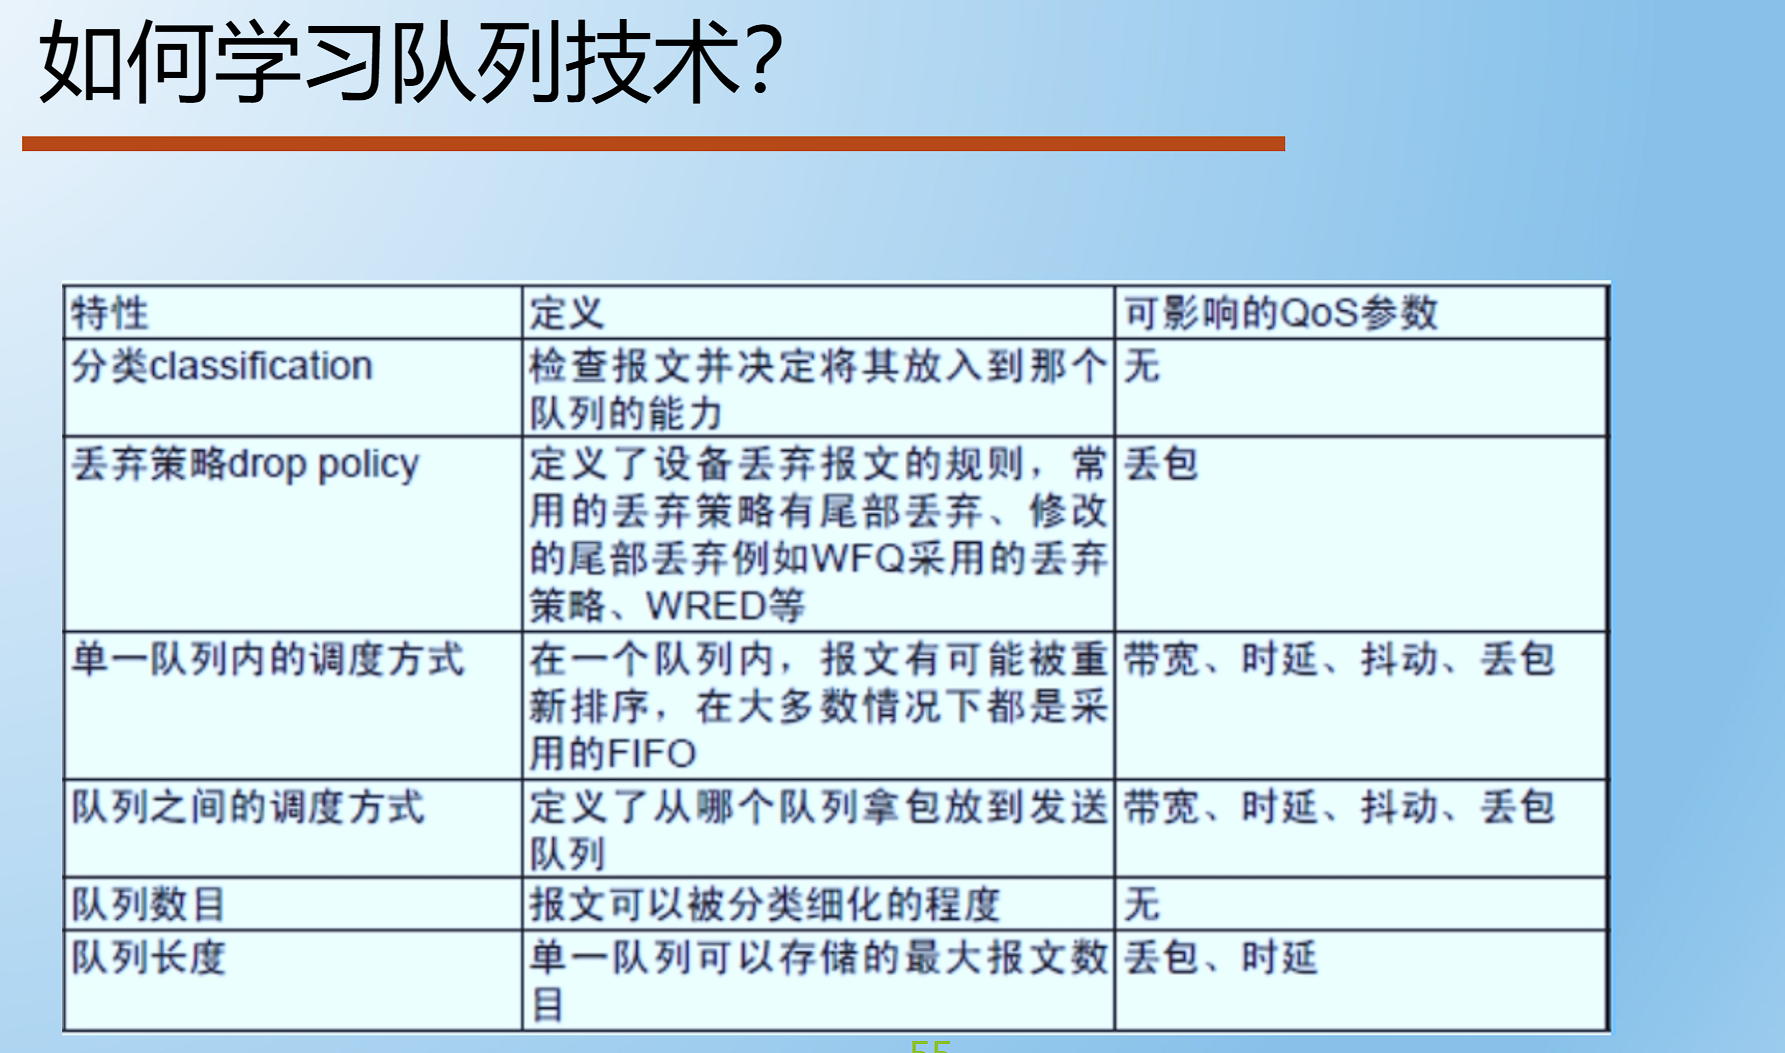 如何学习队列技术?
特性 定义 可影响的QoS参数
分类classification 检查报文并决定将其放入到那个 无
队列的能力
丢弃策略drop policy 定义了设备丢弃报文的规则，常 丢包
用的丢弃策略有尾部丢弃、修改
的尾部丢弃例如WFQ采用的丢弃
策略、WRED等
单一队列内的调度方式 在一个队列内，报文有可能被重 带宽、时延、抖动、丢包
新排序，在大多数情况下都是采
用的FIFO
队列之间的调度方式 定义了从哪个队列拿包放到发送 带宽、时延、抖动、丢包
队列
队列数目 报文可以被分类细化的程度 无
队列长度 单一队列可以存储的最大报文数 丢包、时延
目
55